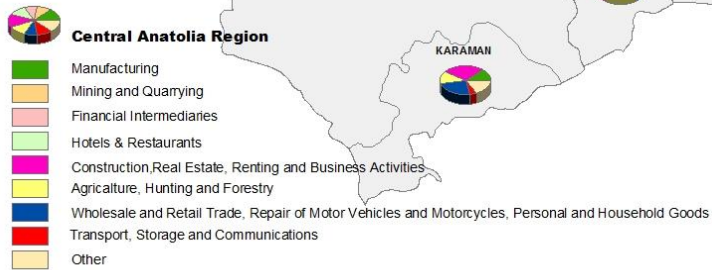 KARAMAN
Central Anatolia Region
Manufacturing
Mining and Quarrying
Financial Intermediaries
Hotels & Restaurants
Construction,Real Estate, Renting and Business Activities
Agriculture, Hunting and Forestry
Wholesale and Retail Trade, Repair of Motor Vehicles and Motorcycles, Personal and Household Goods
Transport, Storage and Communications
Other